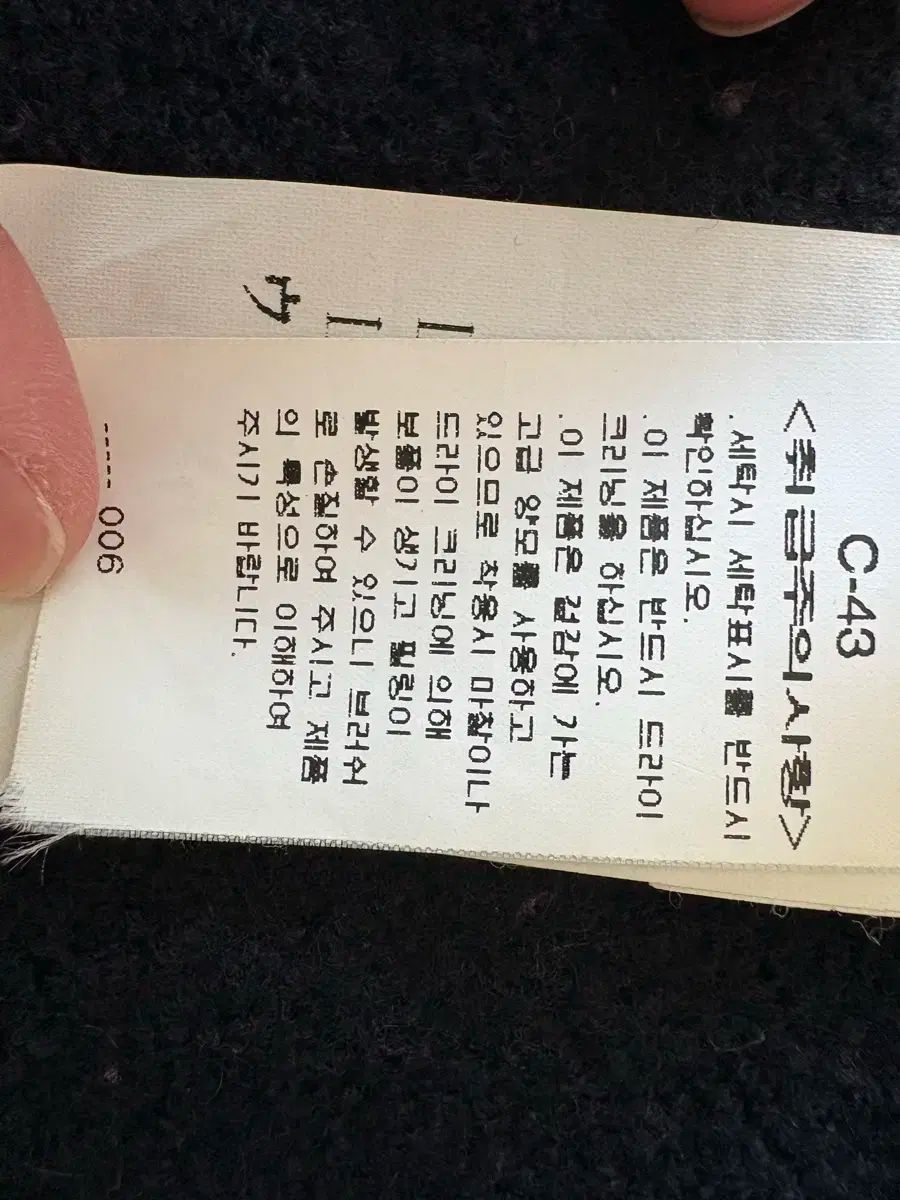 C-43
<취급주의사항>
.세탁시 세탁표시를 반드시
확인하십시오.
.이 제품은 반드시 드라이
크리닝을 하십시오.
.이 제품은 겉감에 가는
고급 양모를 사용하고
있으므로 착용시 마찰이나
드라이 크리닝에 의해
보풀이 생기고 필링이
발생할 수 있으니 브러쉬
로 손질하여 주시고 제품
의 특성으로 이해하여
주시기 바랍니다.
------ 006